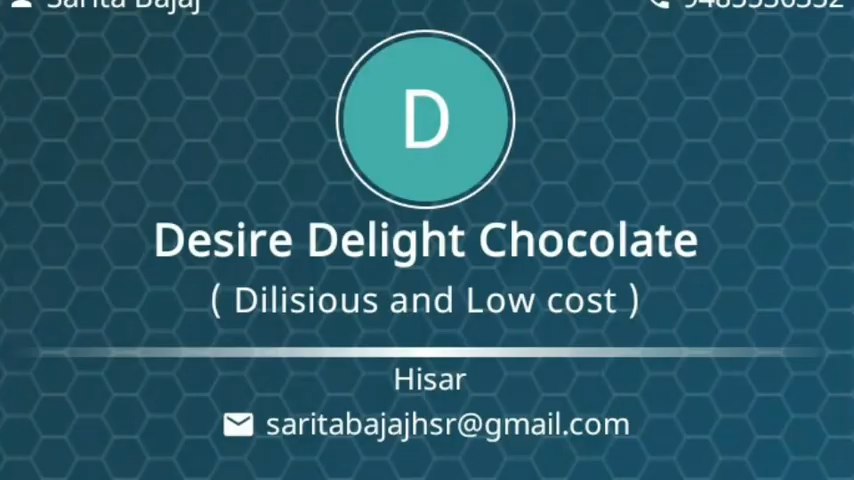 Sarita Bajaj
D
Desire Delight Chocolate
( Dilisious and Low cost )
Hisar
saritabajajhsr@gmail.com